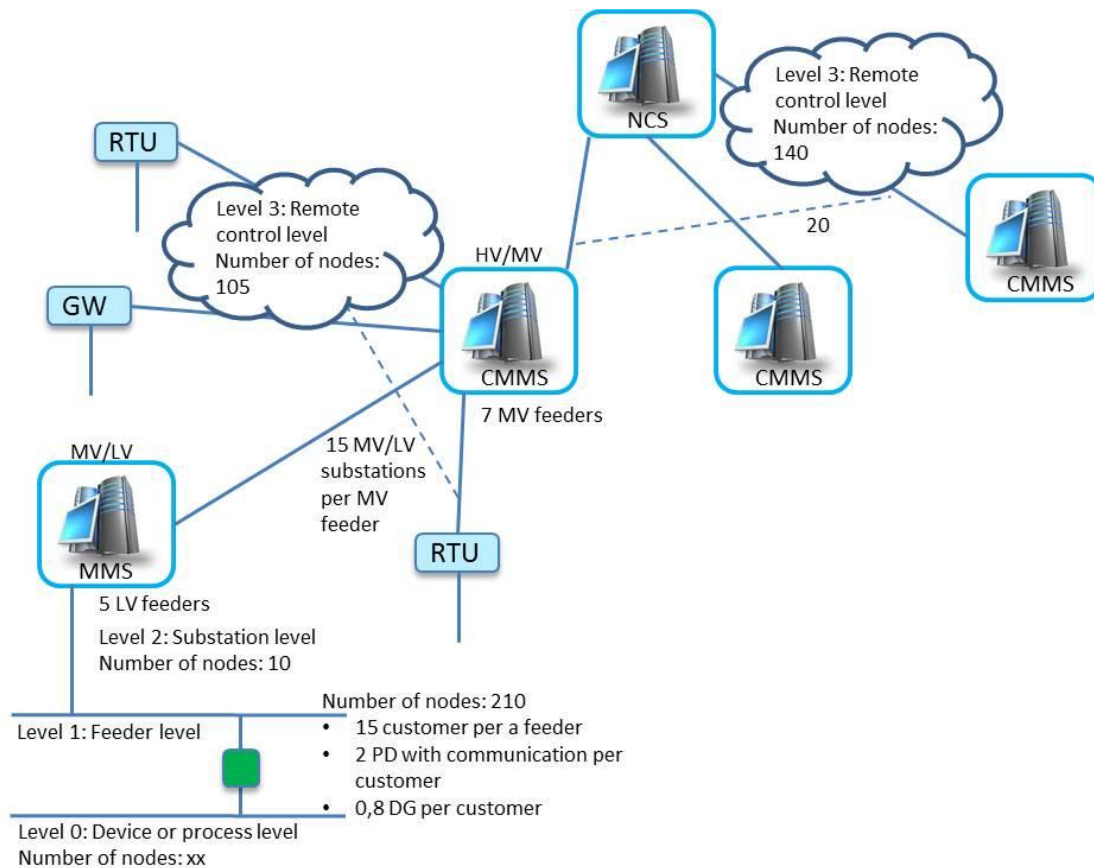 NCS
Level 3: Remote
control level
Number of nodes:
140
RTU
Level 3: Remote
control level
Number of nodes:
105
20
HV/MV
CMMS
GW
CMMS
CMMS
7 MV feeders
MV/LV
15 MV/LV
substations
per MV
feeder
MMS
RTU
5 LV feeders
Level 2: Substation level
Number of nodes: 10
Number of nodes: 210
• 15 customer per a feeder
• 2 PD with communication per
customer
• 0,8 DG per customer
Level 1: Feeder level
Level 0: Device or process level
Number of nodes: xx